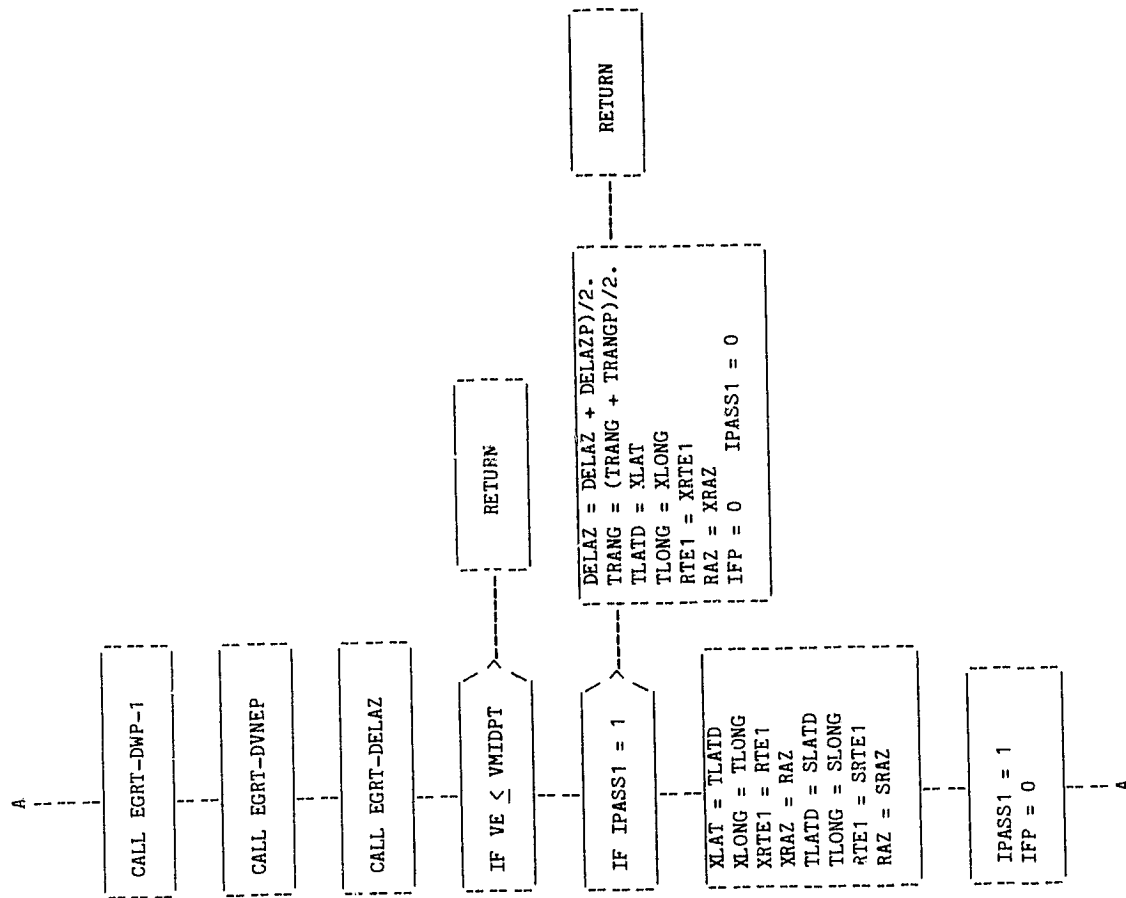 A
CALL EGRT-DWP-1
CALL EGRT-DVNEP
CALL EGRT-DELAZ
IF VE ≤ VMIDPT
RETURN
IF IPASS1 = 1
DELAZ = DELAZ + DELAZP)/2.
TRANG = (TRANG + TRANGP)/2.
TLATD = XLAT
TLONG = XLONG
RTE1 = XRTE1
RAZ = XRAZ
IFP = 0 IPASS1 = 0
RETURN
XLAT = TLATD
XLONG = TLONG
XRTE1 = RTE1
XRAZ = RAZ
TLATD = SLATD
TLONG = SLONG
RTE1 = SRTE1
RAZ = SRAZ
IPASS1 = 1
IFP = 0
A